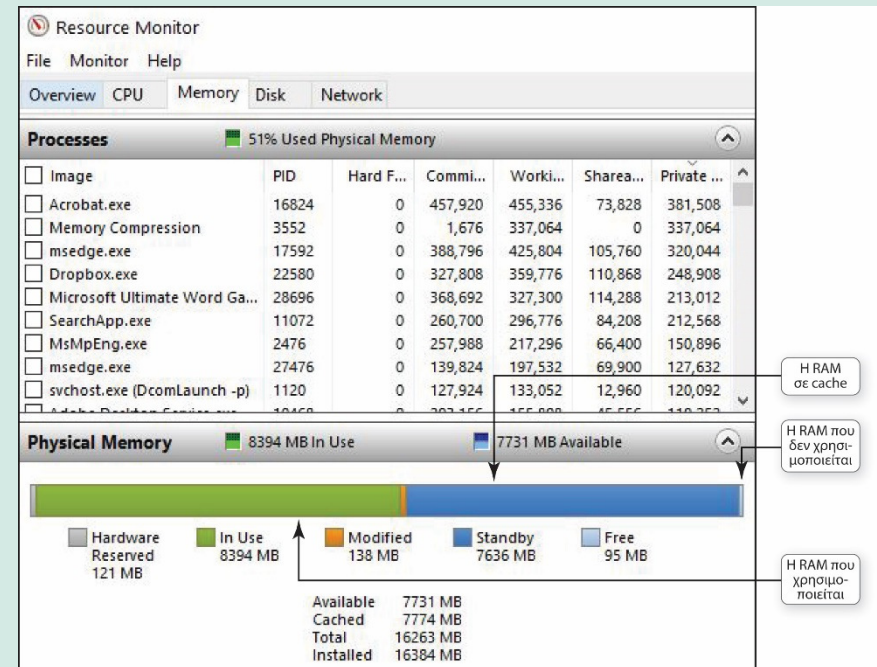 Resource Monitor
File Monitor Help
Overview CPU Memory Disk Network
Processes 51% Used Physical Memory
Image PID Hard F... Commi... Worki... Sharea... Private ...
Acrobat.exe 16824 0 457,920 455,336 73,828 381,508
Memory Compression 3552 0 1,676 337,064 0 337,064
msedge.exe 17592 0 388,796 425,804 105,760 320,044
Dropbox.exe 22580 0 327,808 359,776 110,868 248,908
Microsoft Ultimate Word Ga... 28696 0 368,692 327,300 114,288 213,012
SearchApp.exe 11072 0 260,700 296,776 84,208 212,568
MsMpEng.exe 2476 0 257,988 217,296 66,400 150,896
msedge.exe 27476 0 139,824 197,532 69,900 127,632
svchost.exe (DcomLaunch -p) 1120 0 127,924 133,052 12,960 120,092
Physical Memory 8394 MB In Use 7731 MB Available
Hardware Reserved 121 MB
In Use 8394 MB
Modified 138 MB
Standby 7636 MB
Free 95 MB
Available 7731 MB
Cached 7774 MB
Total 16263 MB
Installed 16384 MB
Η RAM
σε cache
Η RAM που
δεν χρησι-
μοποιείται
Η RAM που
χρησιμο-
ποιείται